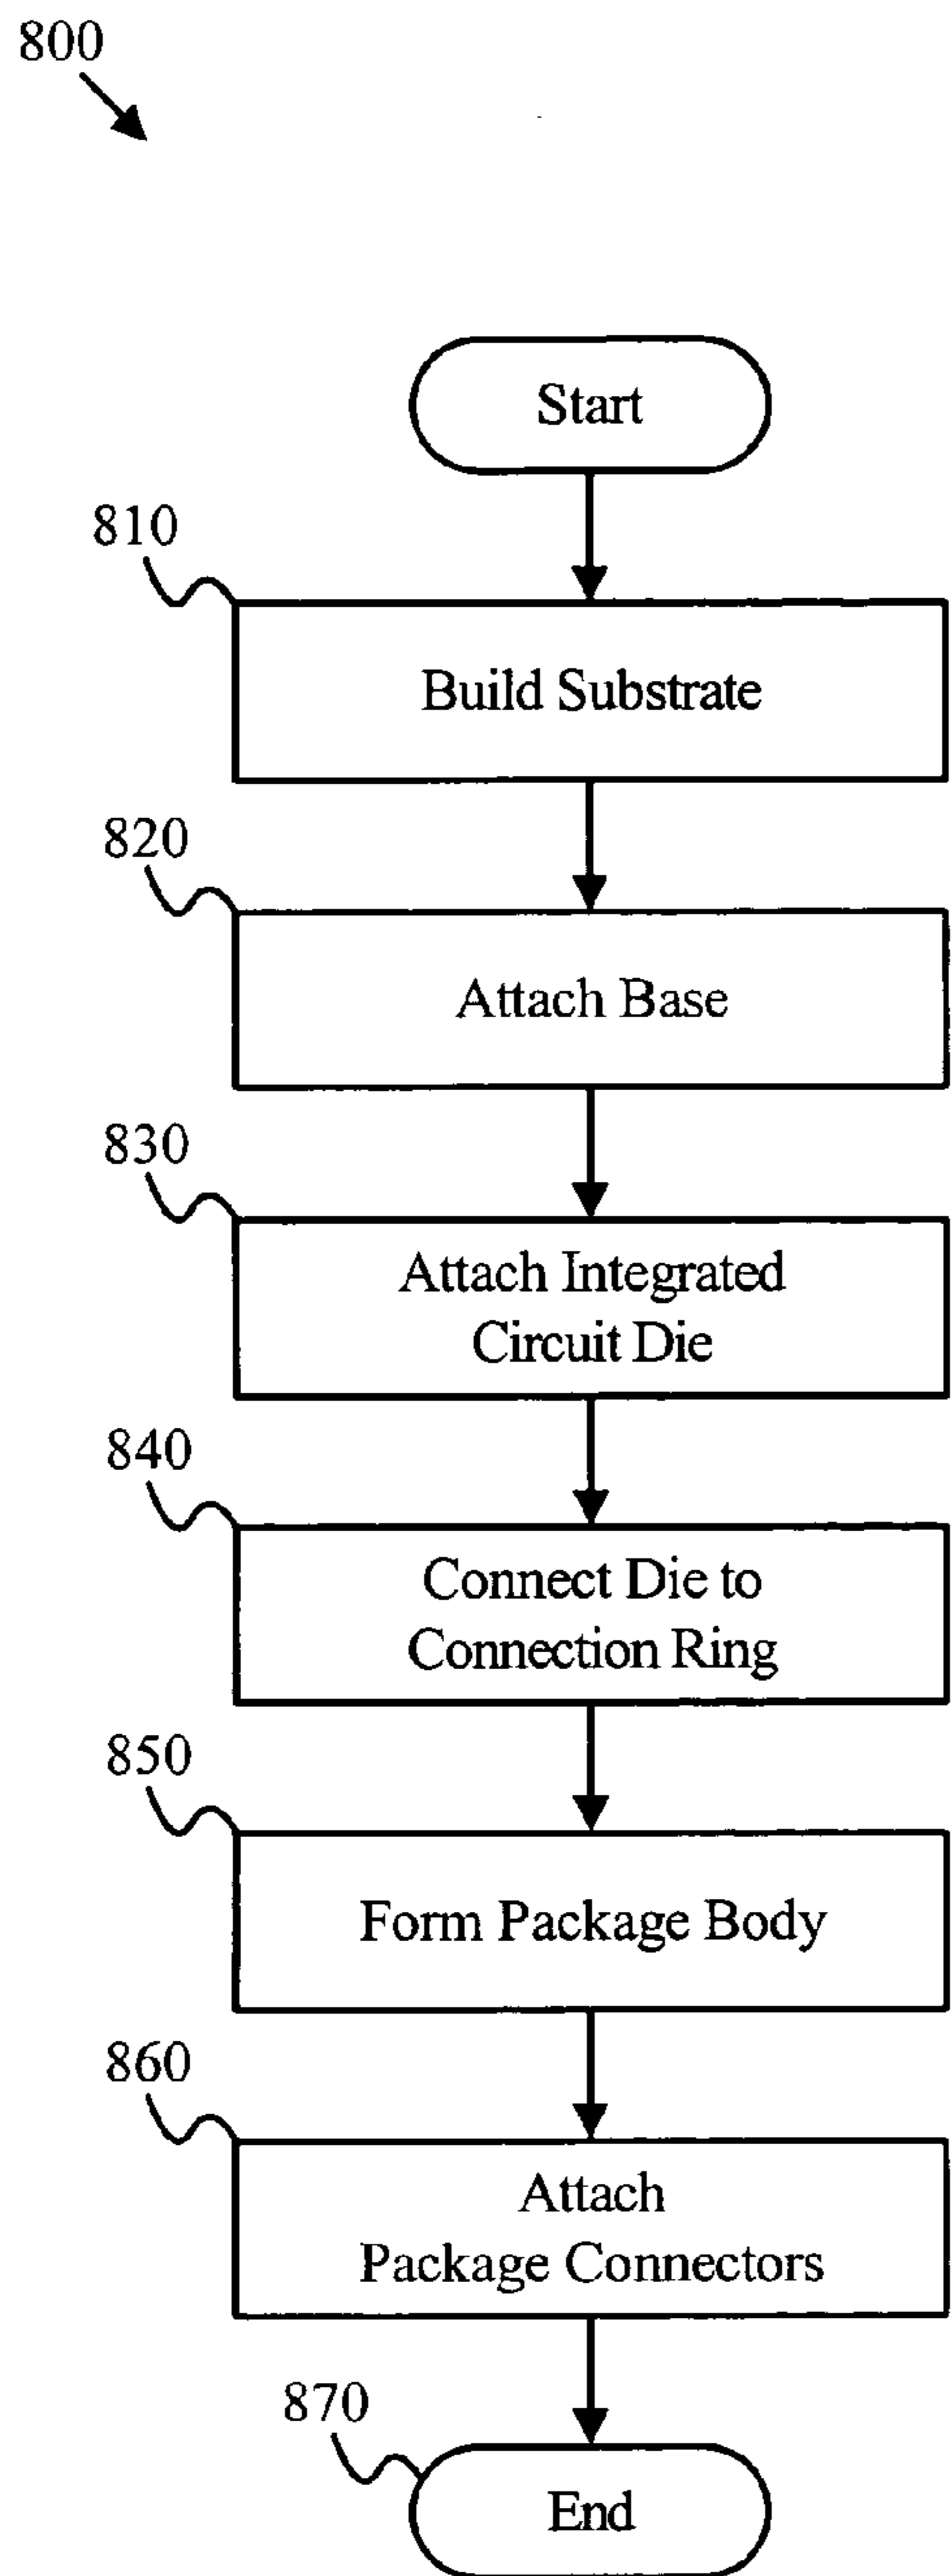 800
Start
810
Build Substrate
820
Attach Base
830
Attach Integrated
Circuit Die
840
Connect Die to
Connection Ring
850
Form Package Body
860
Attach
Package Connectors
870
End